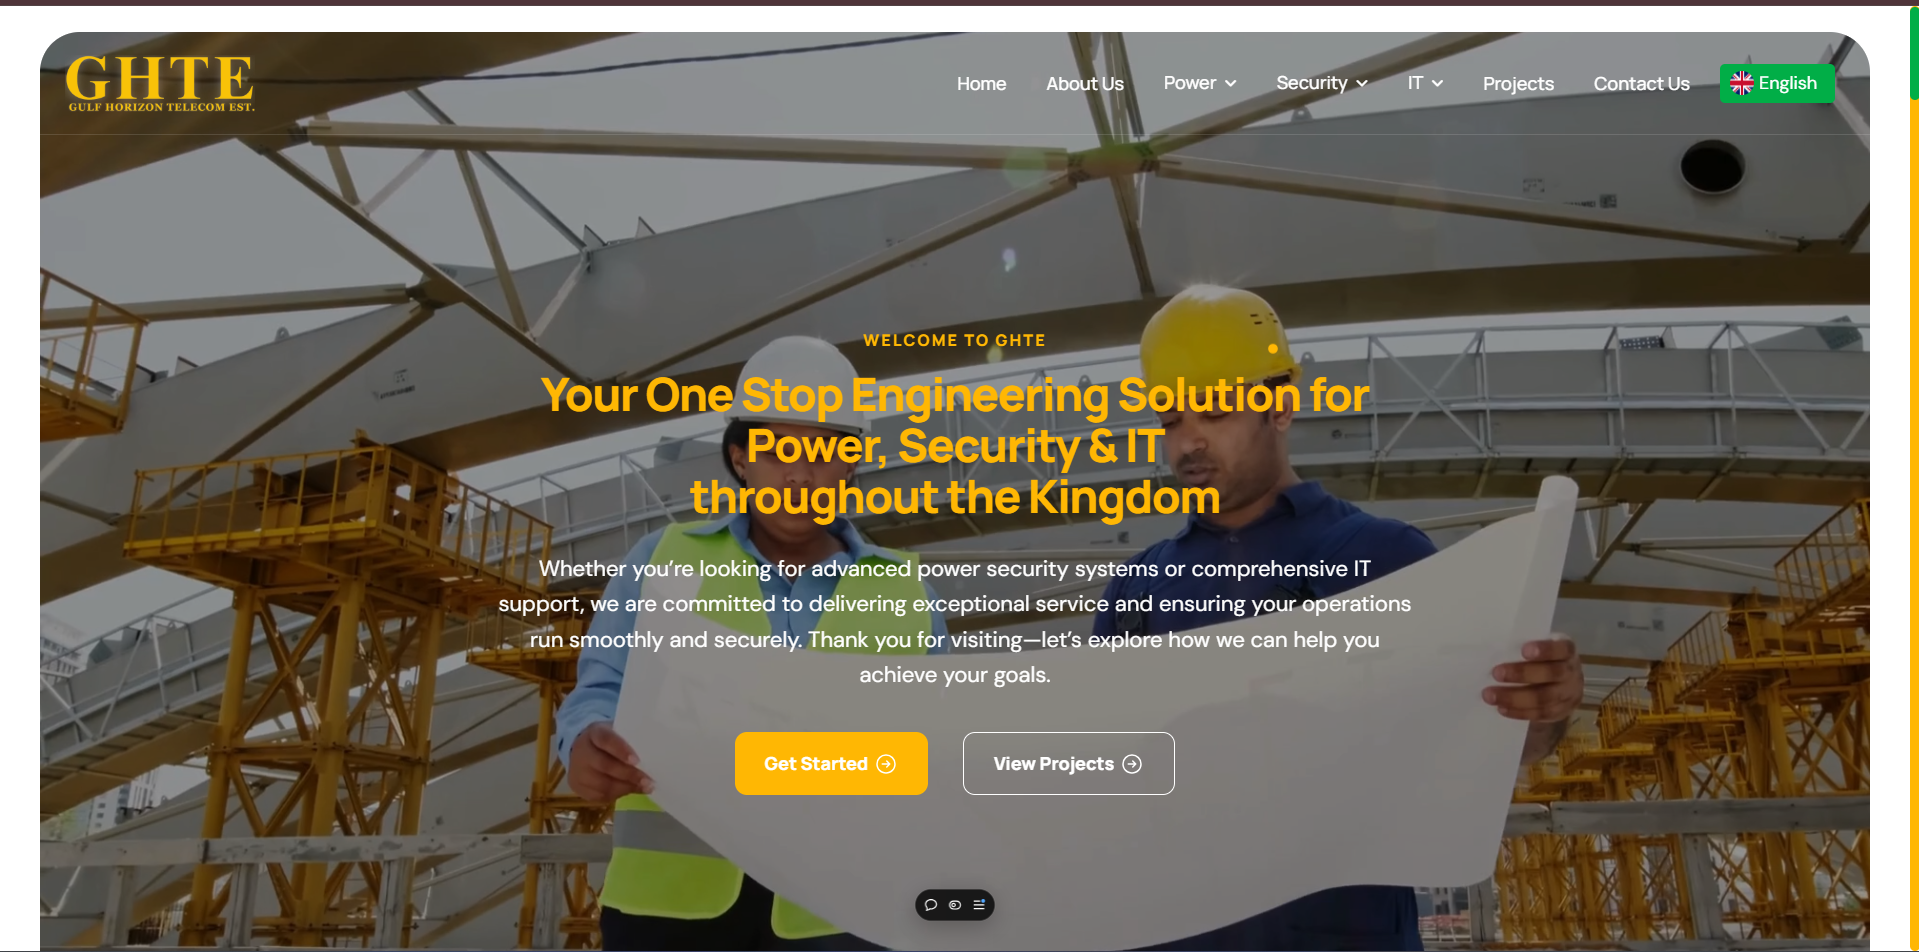 GHTE
GULF HORIZON TELECOM EST.
Home
About Us
Power
Security
IT
Projects
Contact Us
English
WELCOME TO GHTE
Your One Stop Engineering Solution for
Power, Security & IT
throughout the Kingdom
Whether you’re looking for advanced power security systems or comprehensive IT
support, we are committed to delivering exceptional service and ensuring your operations
run smoothly and securely. Thank you for visiting—let’s explore how we can help you
achieve your goals.
Get Started
View Projects